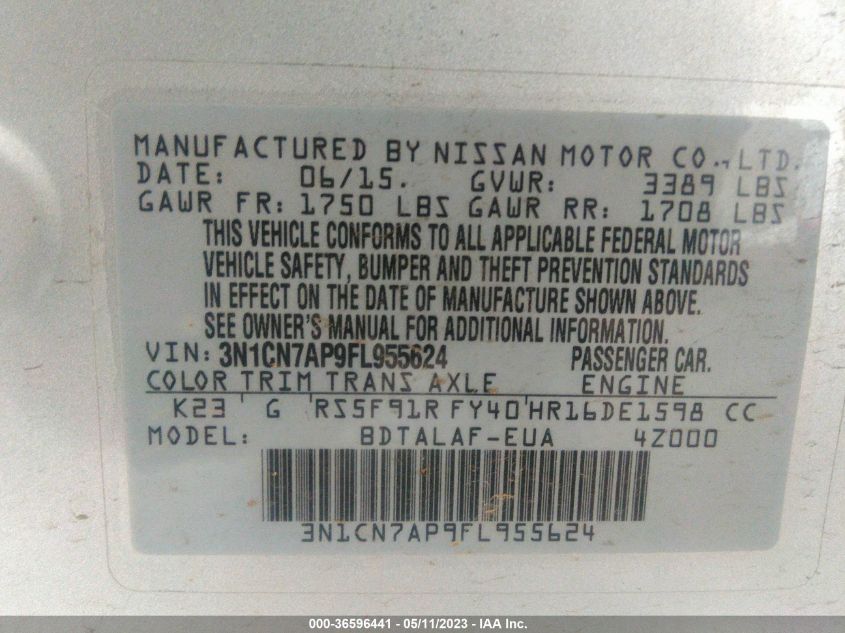 MANUFACTURED BY NISSAN MOTOR CO., LTD.
DATE: 06/15. GVWR: 3389 LBS
GAWR FR: 1750 LBS GAWR RR: 1708 LBS
THIS VEHICLE CONFORMS TO ALL APPLICABLE FEDERAL MOTOR
VEHICLE SAFETY, BUMPER AND THEFT PREVENTION STANDARDS
IN EFFECT ON THE DATE OF MANUFACTURE SHOWN ABOVE.
SEE OWNER'S MANUAL FOR ADDITIONAL INFORMATION.
VIN: 3N1CN7AP9FL955624 PASSENGER CAR.
COLOR TRIM TRANS AXLE ENGINE
K23 G RS5F91R FY40 HR16DE1598 CC
MODEL: BDTALAF-EUA 4Z000
3N1CN7AP9FL955624
000-36596441 - 05/11/2023 - IAA Inc.